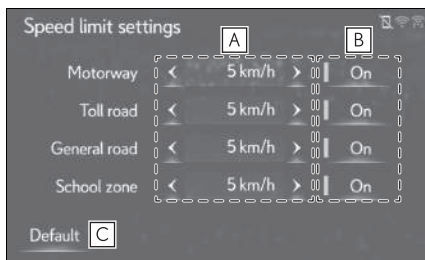 Speed limit settings
A B
Motorway < 5 km/h > On
Toll road < 5 km/h > On
General road < 5 km/h > On
School zone < 5 km/h > On
Default C